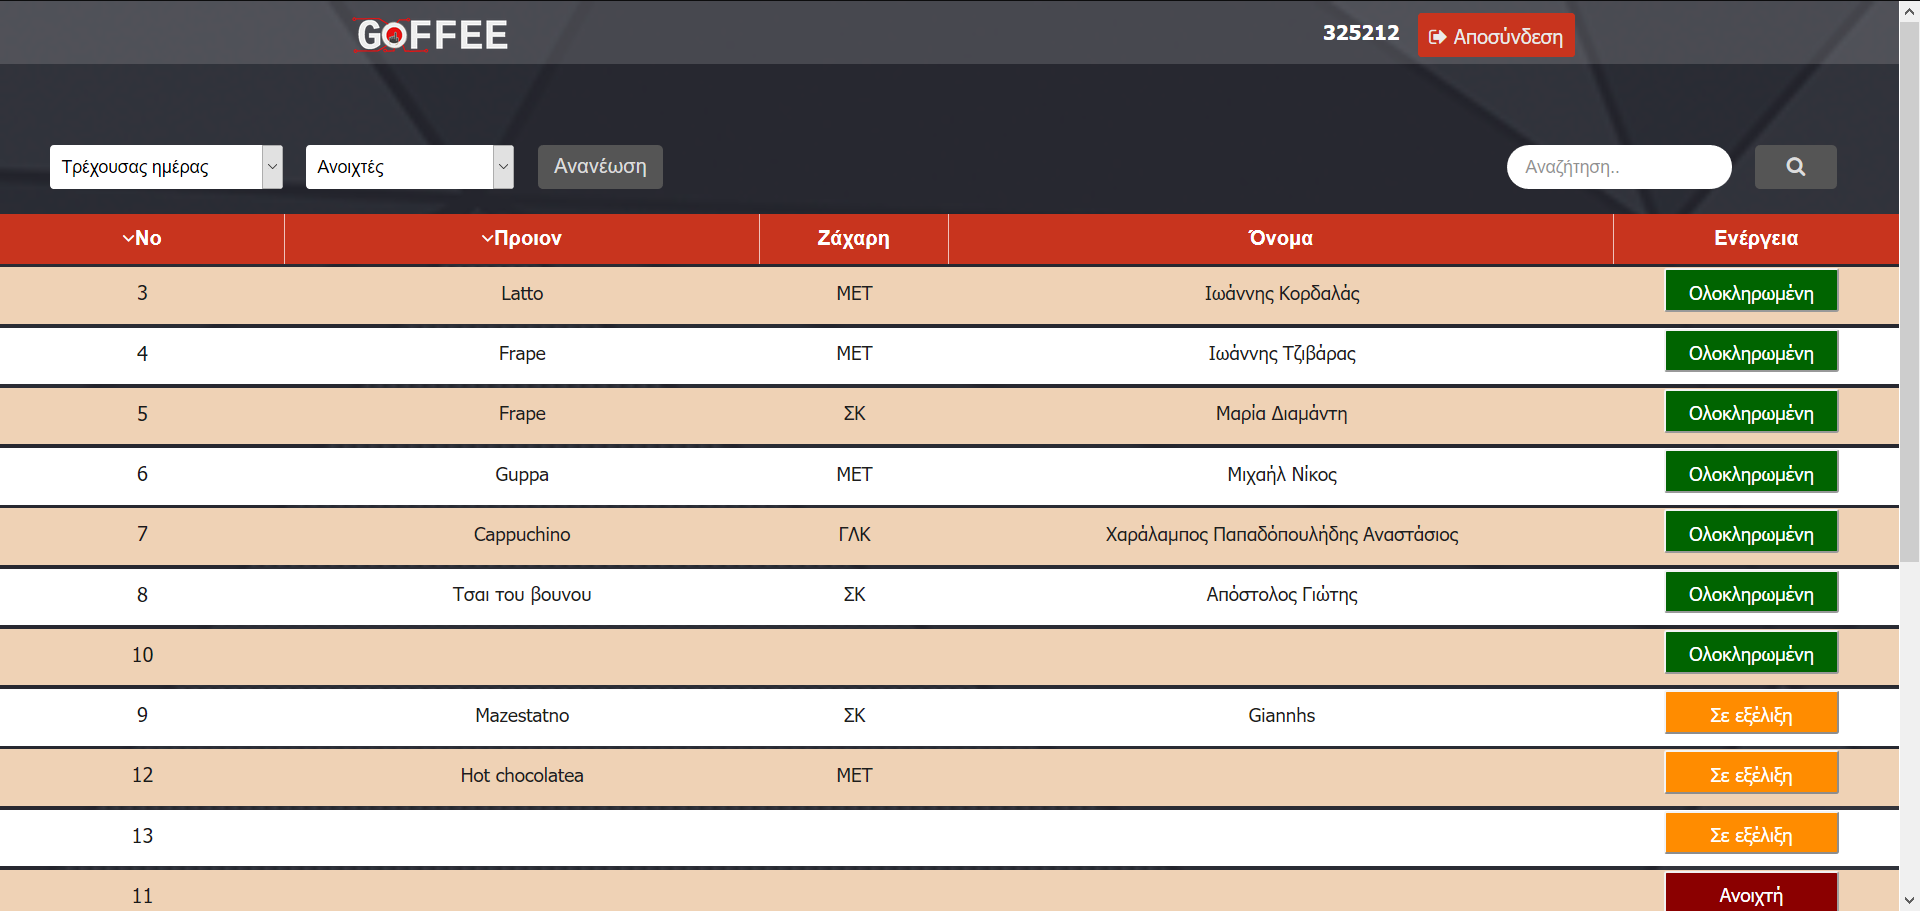 GOFFEE 325212 Αποσύνδεση
Τρέχουσας ημέρας Ανοιχτές Ανανέωση Αναζήτηση..
No Προιον Ζάχαρη Όνομα Ενέργεια
3 Latto ΜΕΤ Ιωάννης Κορδαλάς Ολοκληρωμένη
4 Frape ΜΕΤ Ιωάννης Τζιβάρας Ολοκληρωμένη
5 Frape ΣΚ Μαρία Διαμάντη Ολοκληρωμένη
6 Guppa ΜΕΤ Μιχαήλ Νίκος Ολοκληρωμένη
7 Cappuchino ΓΛΚ Χαράλαμπος Παπαδόπουλήδης Αναστάσιος Ολοκληρωμένη
8 Τσαι του βουνου ΣΚ Απόστολος Γιώτης Ολοκληρωμένη
10 Ολοκληρωμένη
9 Mazestatno ΣΚ Giannhs Σε εξέλιξη
12 Hot chocolatea ΜΕΤ Σε εξέλιξη
13 Σε εξέλιξη
11 Ανοιχτή